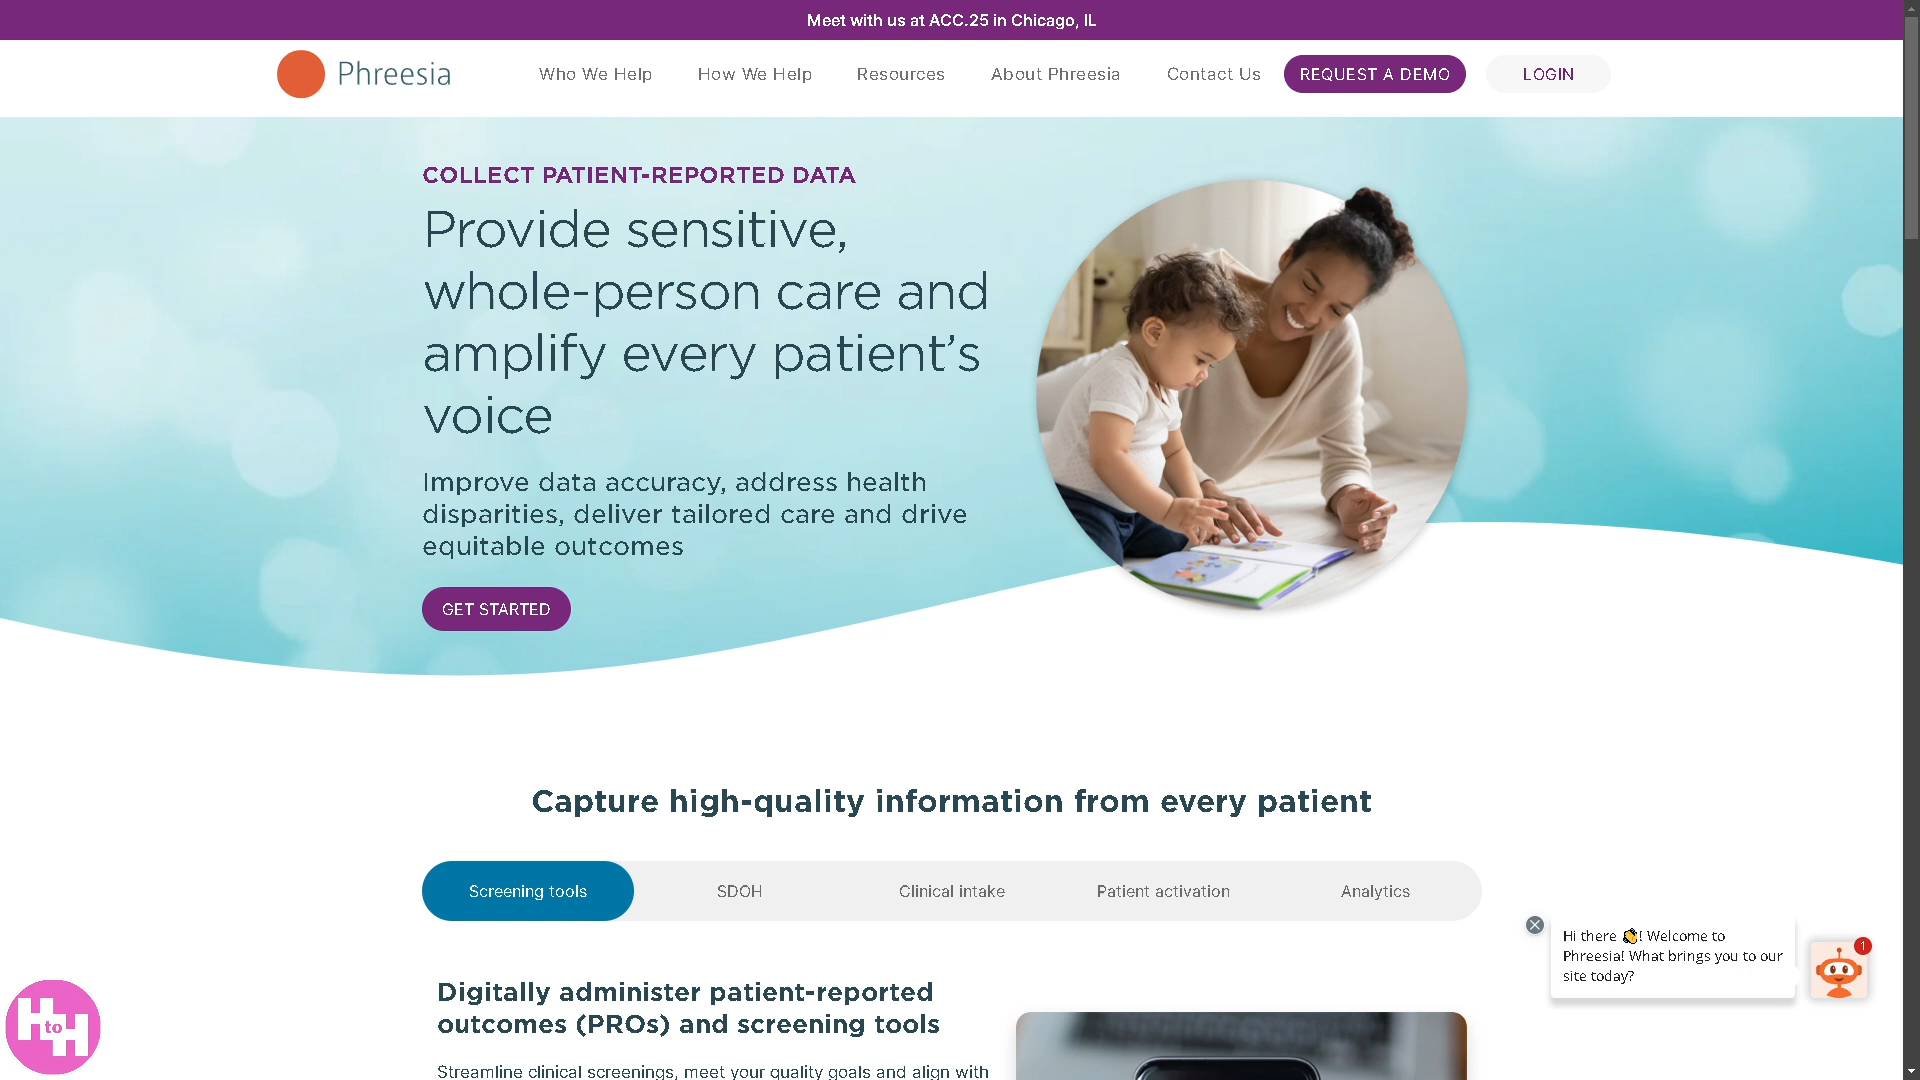 Meet with us at ACC.25 in Chicago, IL
Phreesia
Who We Help
How We Help
Resources
About Phreesia
Contact Us
REQUEST A DEMO
LOGIN
COLLECT PATIENT-REPORTED DATA
Provide sensitive,
whole-person care and
amplify every patient’s
voice
Improve data accuracy, address health
disparities, deliver tailored care and drive
equitable outcomes
GET STARTED
Capture high-quality information from every patient
Screening tools
SDOH
Clinical intake
Patient activation
Analytics
Digitally administer patient-reported
outcomes (PROs) and screening tools
Streamline clinical screenings, meet your quality goals and align with
Hi there 👋! Welcome to
Phreesia! What brings you to our
site today?
1
H to H